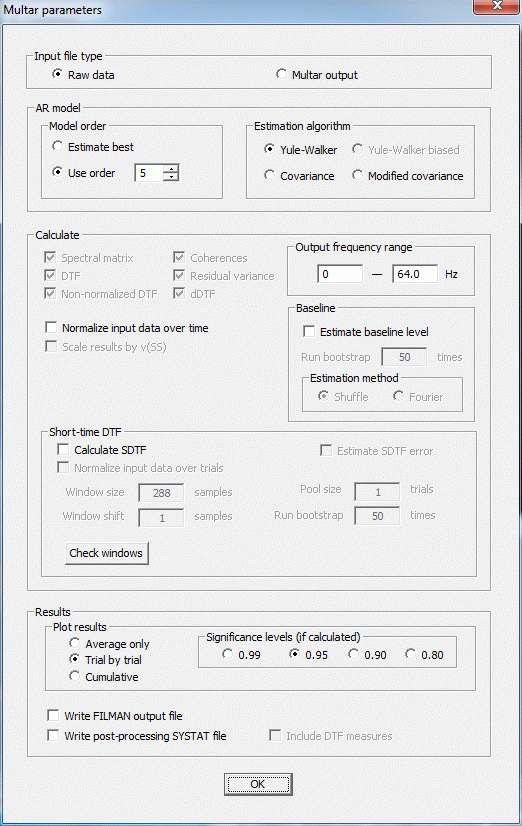 Multar parameters
Input file type
Raw data
Multar output
AR model
Model order
Estimate best
Use order 5
Estimation algorithm
Yule-Walker
Yule-Walker biased
Covariance
Modified covariance
Calculate
Spectral matrix
Coherences
DTF
Residual variance
Non-normalized DTF
dDTF
Normalize input data over time
Scale results by v(SS)
Output frequency range
0 — 64.0 Hz
Baseline
Estimate baseline level
Run bootstrap 50 times
Estimation method
Shuffle
Fourier
Short-time DTF
Calculate SDTF
Estimate SDTF error
Normalize input data over trials
Window size 288 samples
Pool size 1 trials
Window shift 1 samples
Run bootstrap 50 times
Check windows
Results
Plot results
Average only
Trial by trial
Cumulative
Significance levels (if calculated)
0.99 0.95 0.90 0.80
Write FILMAN output file
Write post-processing SYSTAT file
Include DTF measures
OK